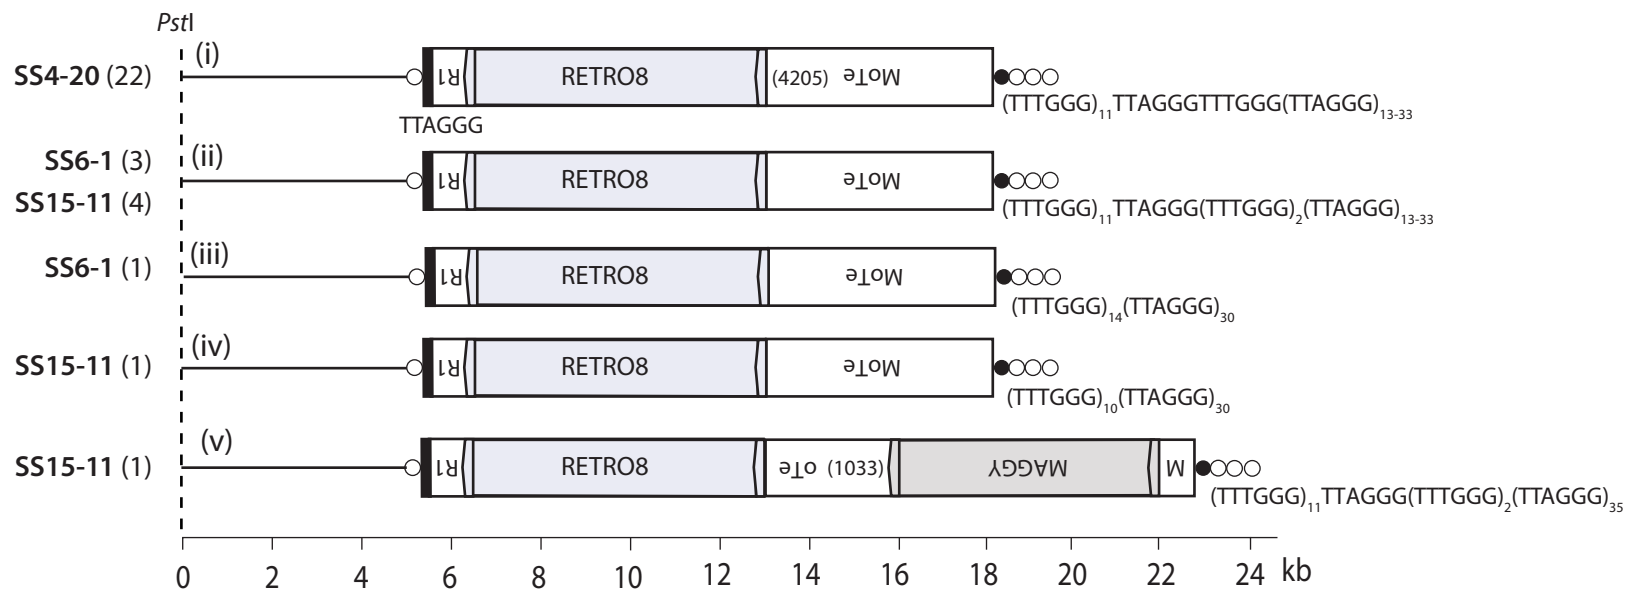 PstI
SS4-20 (22)
(i)
R1
RETRO8
(4205)
MoTe
TTAGGG
(TTTGGG)11TTAGGGTTTGGG(TTAGGG)13-33
SS6-1 (3)
SS15-11 (4)
(ii)
R1
RETRO8
MoTe
(TTTGGG)11TTAGGG(TTTGGG)2(TTAGGG)13-33
SS6-1 (1)
(iii)
R1
RETRO8
MoTe
(TTTGGG)14(TTAGGG)30
SS15-11 (1)
(iv)
R1
RETRO8
MoTe
(TTTGGG)10(TTAGGG)30
SS15-11 (1)
(v)
R1
RETRO8
oTe
(1033)
MAGGY
M
(TTTGGG)11TTAGGG(TTTGGG)2(TTAGGG)35
0 2 4 6 8 10 12 14 16 18 20 22 24 kb